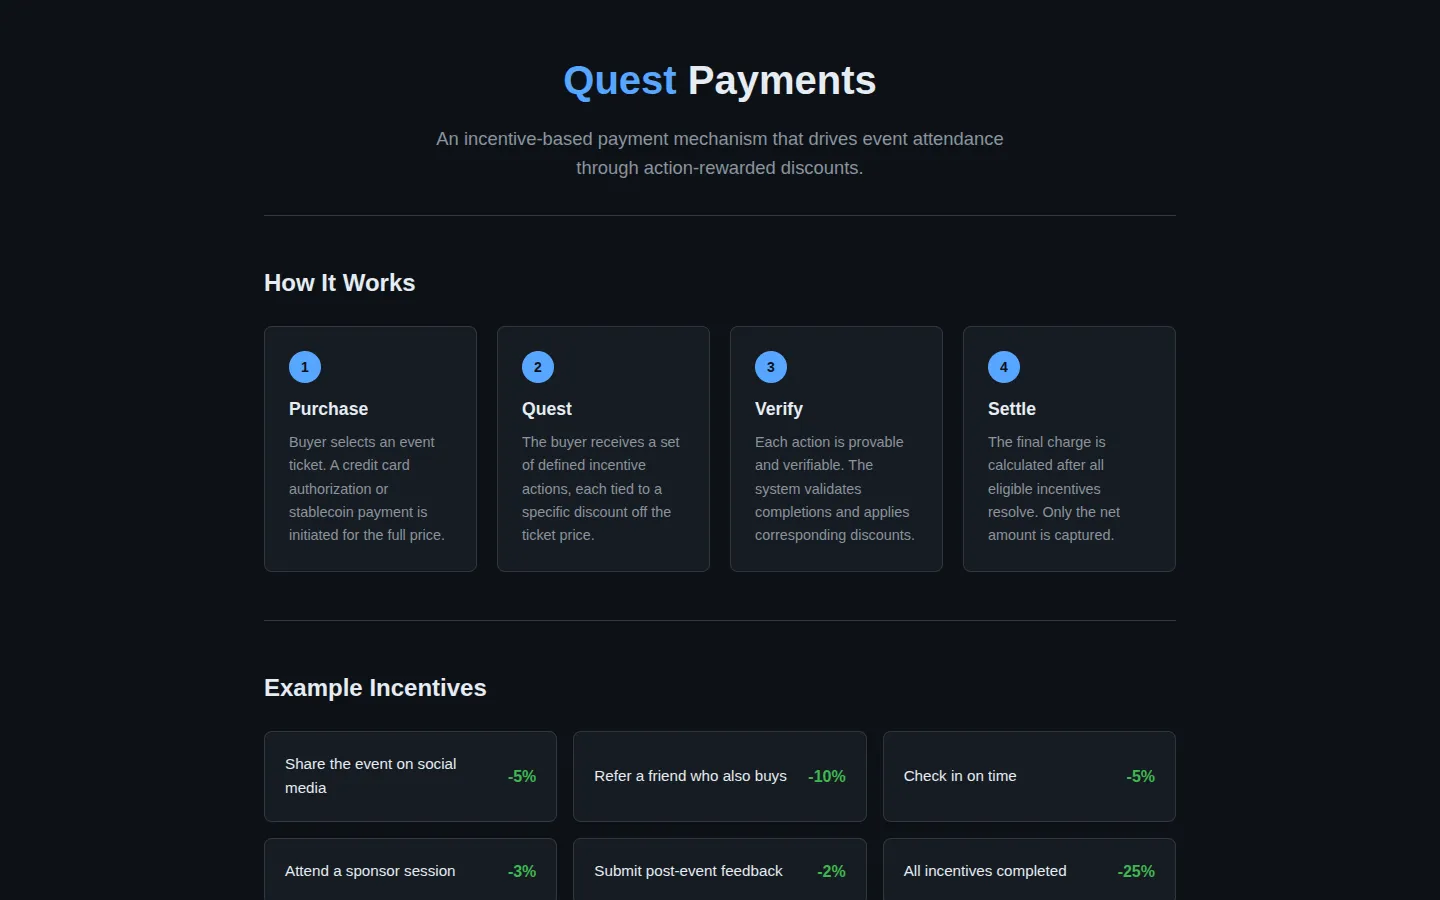 Quest Payments
An incentive-based payment mechanism that drives event attendance
through action-rewarded discounts.
How It Works
1
Purchase
Buyer selects an event
ticket. A credit card
authorization or
stablecoin payment is
initiated for the full price.
2
Quest
The buyer receives a set
of defined incentive
actions, each tied to a
specific discount off the
ticket price.
3
Verify
Each action is provable
and verifiable. The
system validates
completions and applies
corresponding discounts.
4
Settle
The final charge is
calculated after all
eligible incentives
resolve. Only the net
amount is captured.
Example Incentives
Share the event on social
media
-5%
Refer a friend who also buys
-10%
Check in on time
-5%
Attend a sponsor session
-3%
Submit post-event feedback
-2%
All incentives completed
-25%